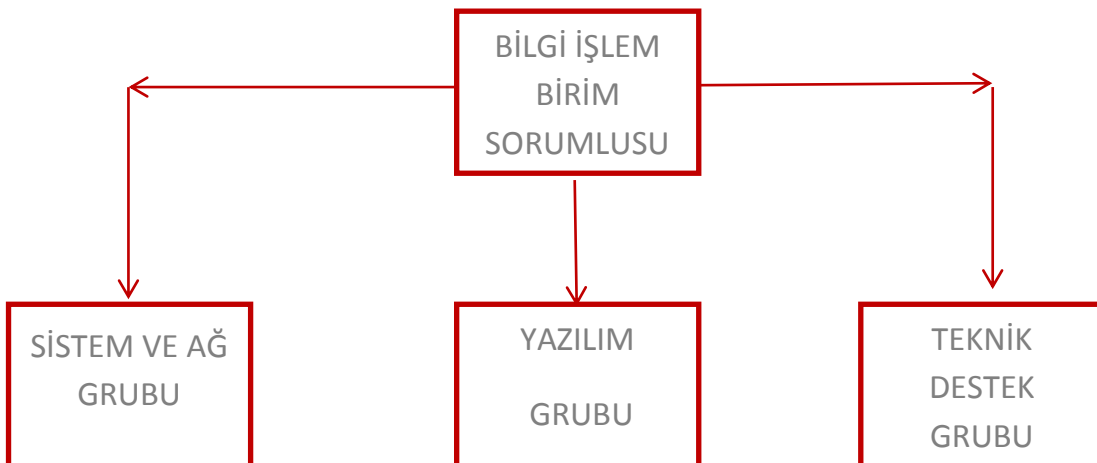 BİLGİ İŞLEM
BİRİM
SORUMLUSU
SİSTEM VE AĞ
GRUBU
YAZILIM
GRUBU
TEKNİK
DESTEK
GRUBU